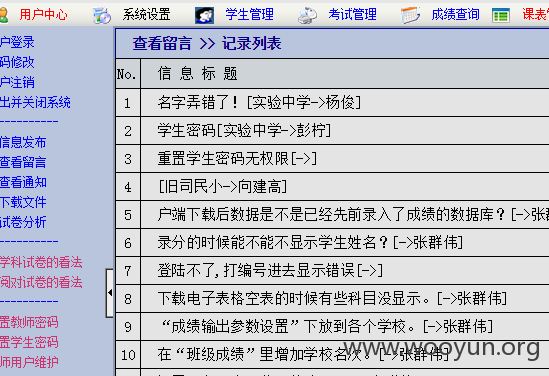 用户中心 系统设置 学生管理 考试管理 成绩查询 课表
户登录
码修改
户注销
出并关闭系统
----------
信息发布
查看留言
查看通知
下载文件
试卷分析
----------
学科试卷的看法
阅对试卷的看法
----------
置教师密码
置学生密码
师用户维护
查看留言 >> 记录列表
No. 信 息 标 题
1 名字弄错了! [实验中学->杨俊]
2 学生密码[实验中学->彭柠]
3 重置学生密码无权限[->]
4 [旧司民小->向建高]
5 户端下载后数据是不是已经先前录入了成绩的数据库? [->张
6 录分的时候能不能不显示学生姓名? [->张群伟]
7 登陆不了,打编号进去显示错误[->]
8 下载电子表格空表的时候有些科目没显示。[->张群伟]
9 “成绩输出参数设置”下放到各个学校。[->张群伟]
10 在“班级成绩”里增加学校名次。[->张群伟]
www.wooyun.org